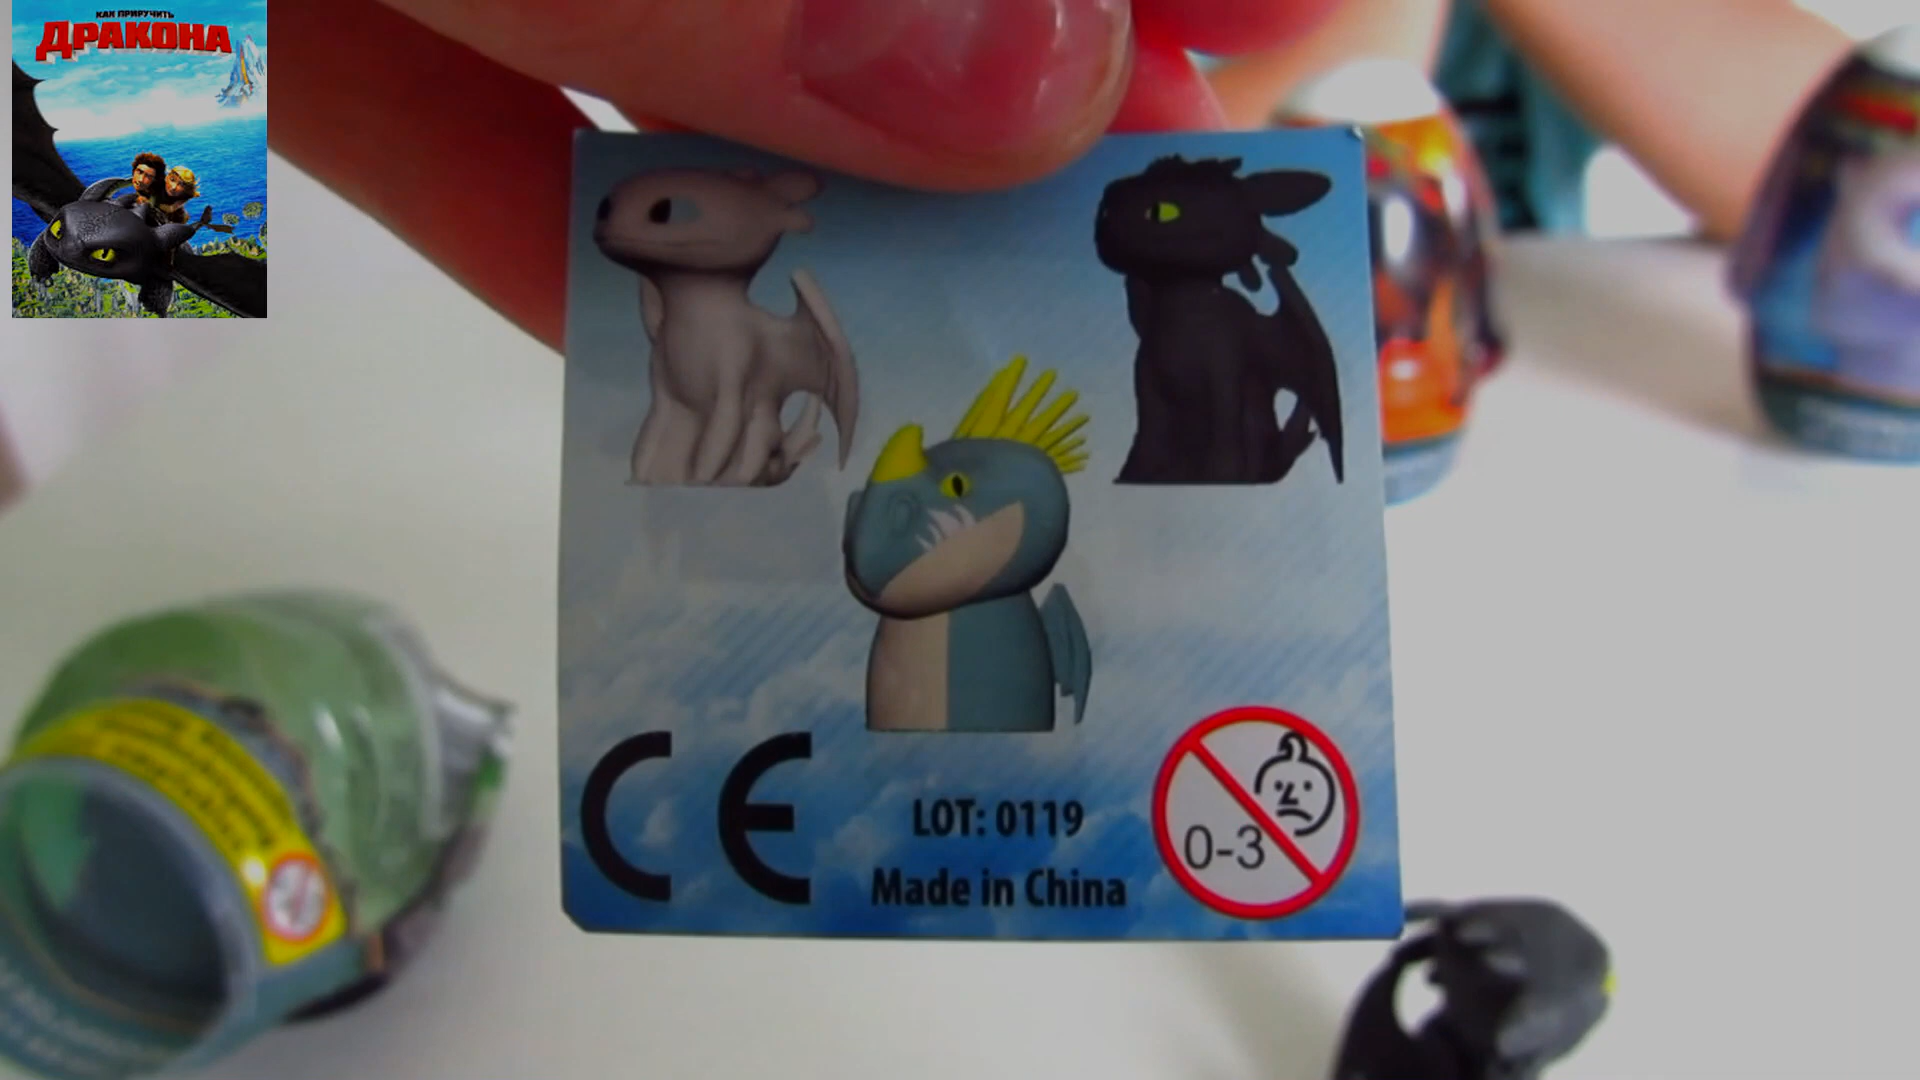 КАК ПРИРУЧИТЬ
ДРАКОНА
CE
LOT: 0119
Made in China
0-3